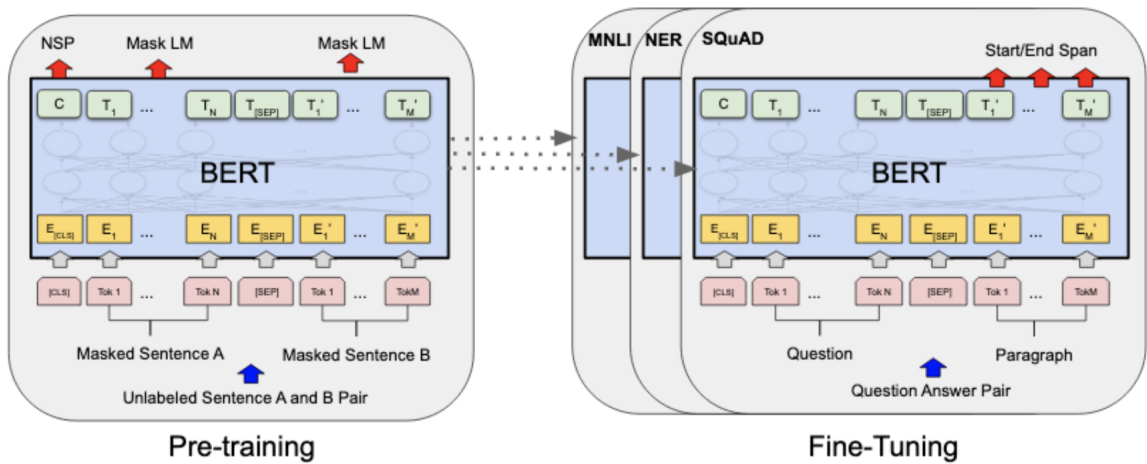 NSP Mask LM Mask LM
C T1 ... TN T[SEP] T1' ... TM'
BERT
E[CLS] E1 ... EN E[SEP] E1' ... EM'
[CLS] Tok 1 ... Tok N [SEP] Tok 1 ... TokM
Masked Sentence A Masked Sentence B
Unlabeled Sentence A and B Pair
Pre-training
MNLI NER SQuAD
Start/End Span
C T1 ... TN T[SEP] T1' ... TM'
BERT
E[CLS] E1 ... EN E[SEP] E1' ... EM'
[CLS] Tok 1 ... Tok N [SEP] Tok 1 ... TokM
Question Paragraph
Question Answer Pair
Fine-Tuning